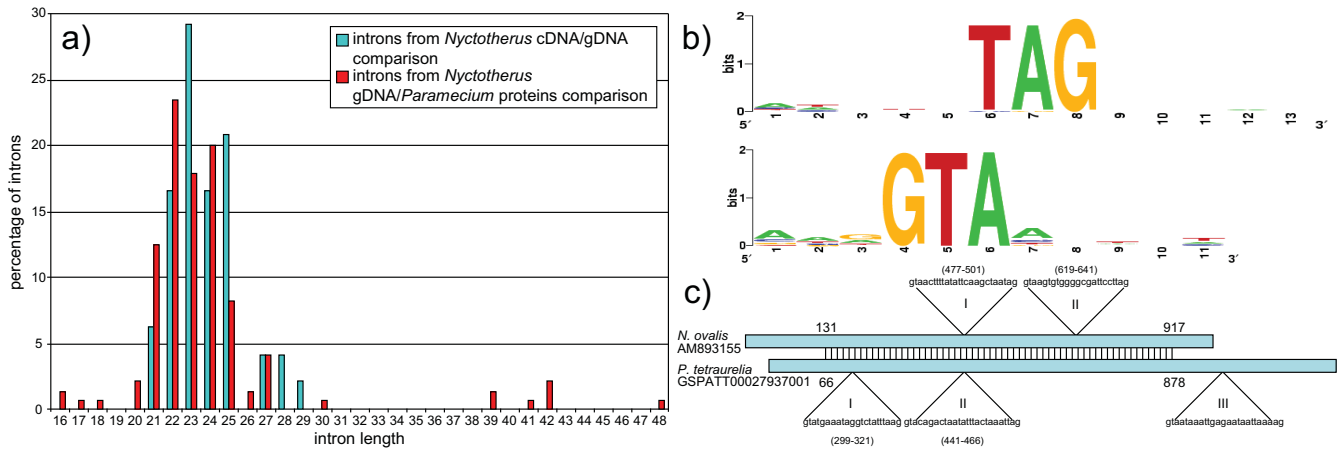 a)
percentage of introns
30
25
20
15
10
5
0
introns from Nyctotherus cDNA/gDNA
comparison
introns from Nyctotherus
gDNA/Paramecium proteins comparison
16 17 18 19 20 21 22 23 24 25 26 27 28 29 30 31 32 33 34 35 36 37 38 39 40 41 42 47 48
intron length
b)
bits
2
1
0
TAG
5´ 1 2 3 4 5 6 7 8 9 10 11 12 13 3´
bits
2
1
0
A GTA A
5´ 1 2 3 4 5 6 7 8 9 10 11 3´
c)
(477-501) (619-641)
gtaacttttatattcaagctaatag gtaagtgtggggcgattccttag
I II
131 917
N. ovalis
AM893155
P. tetraurelia
GSPATT00027937001 66 878
I II III
gtatgaaataggtctatttaag gtacagactaatatttactaaattag gtaataaattgagaataattaaaag
(299-321) (441-466)